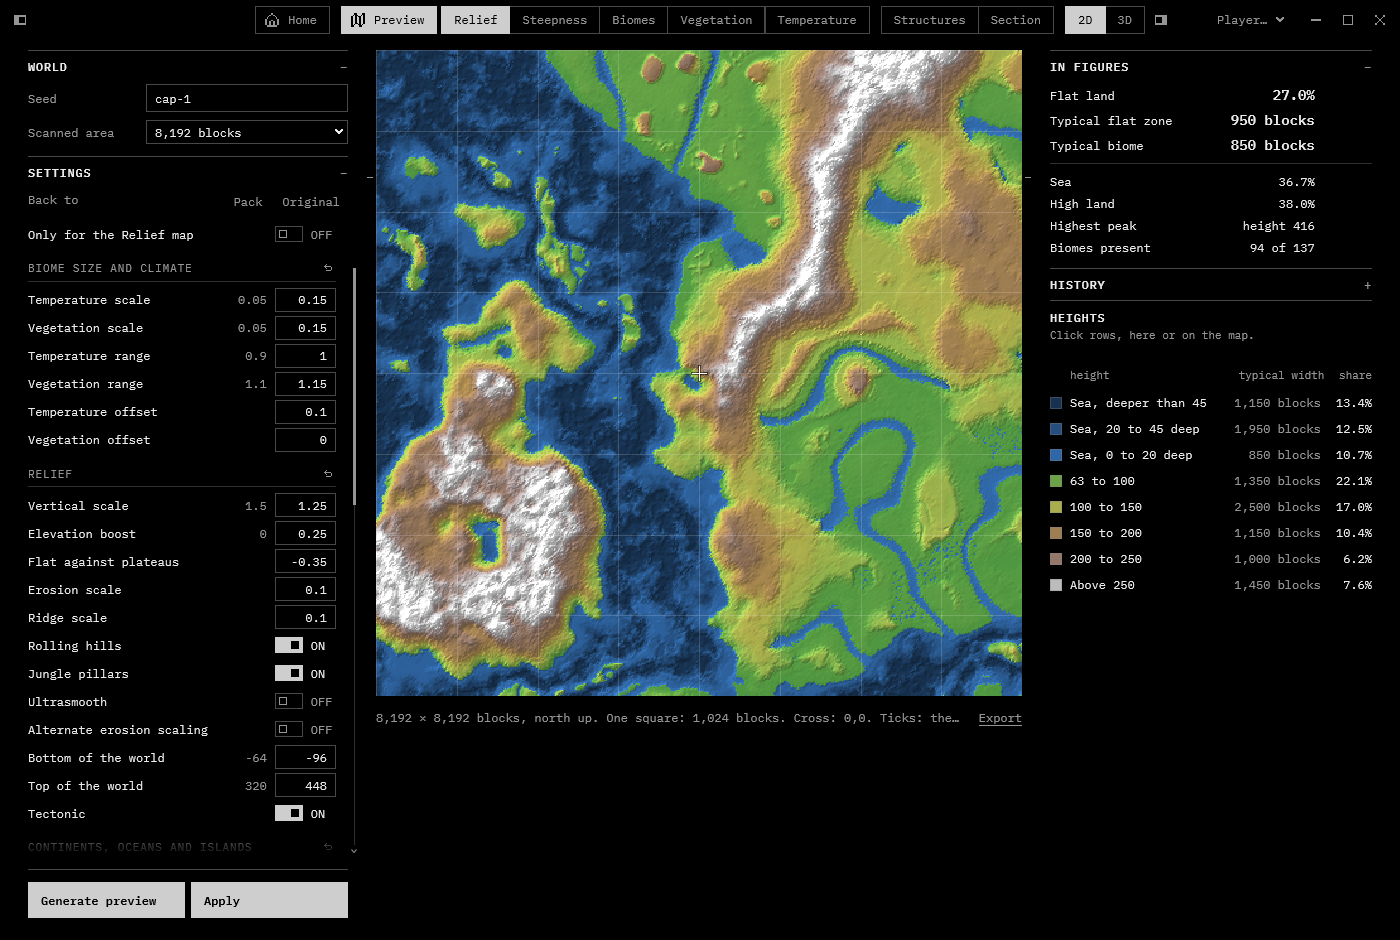 Home
Preview
Relief
Steepness
Biomes
Vegetation
Temperature
Structures
Section
2D
3D
Player…
WORLD
Seed cap-1
Scanned area 8,192 blocks
SETTINGS
Back to Pack Original
Only for the Relief map OFF
BIOME SIZE AND CLIMATE
Temperature scale 0.05 0.15
Vegetation scale 0.05 0.15
Temperature range 0.9 1
Vegetation range 1.1 1.15
Temperature offset 0.1
Vegetation offset 0
RELIEF
Vertical scale 1.5 1.25
Elevation boost 0 0.25
Flat against plateaus -0.35
Erosion scale 0.1
Ridge scale 0.1
Rolling hills ON
Jungle pillars ON
Ultrasmooth OFF
Alternate erosion scaling OFF
Bottom of the world -64 -96
Top of the world 320 448
Tectonic ON
CONTINENTS, OCEANS AND ISLANDS
Generate preview
Apply
8,192 × 8,192 blocks, north up. One square: 1,024 blocks. Cross: 0,0. Ticks: the…
Export
IN FIGURES
Flat land 27.0%
Typical flat zone 950 blocks
Typical biome 850 blocks
Sea 36.7%
High land 38.0%
Highest peak height 416
Biomes present 94 of 137
HISTORY
HEIGHTS
Click rows, here or on the map.
height typical width share
Sea, deeper than 45 1,150 blocks 13.4%
Sea, 20 to 45 deep 1,950 blocks 12.5%
Sea, 0 to 20 deep 850 blocks 10.7%
63 to 100 1,350 blocks 22.1%
100 to 150 2,500 blocks 17.0%
150 to 200 1,150 blocks 10.4%
200 to 250 1,000 blocks 6.2%
Above 250 1,450 blocks 7.6%